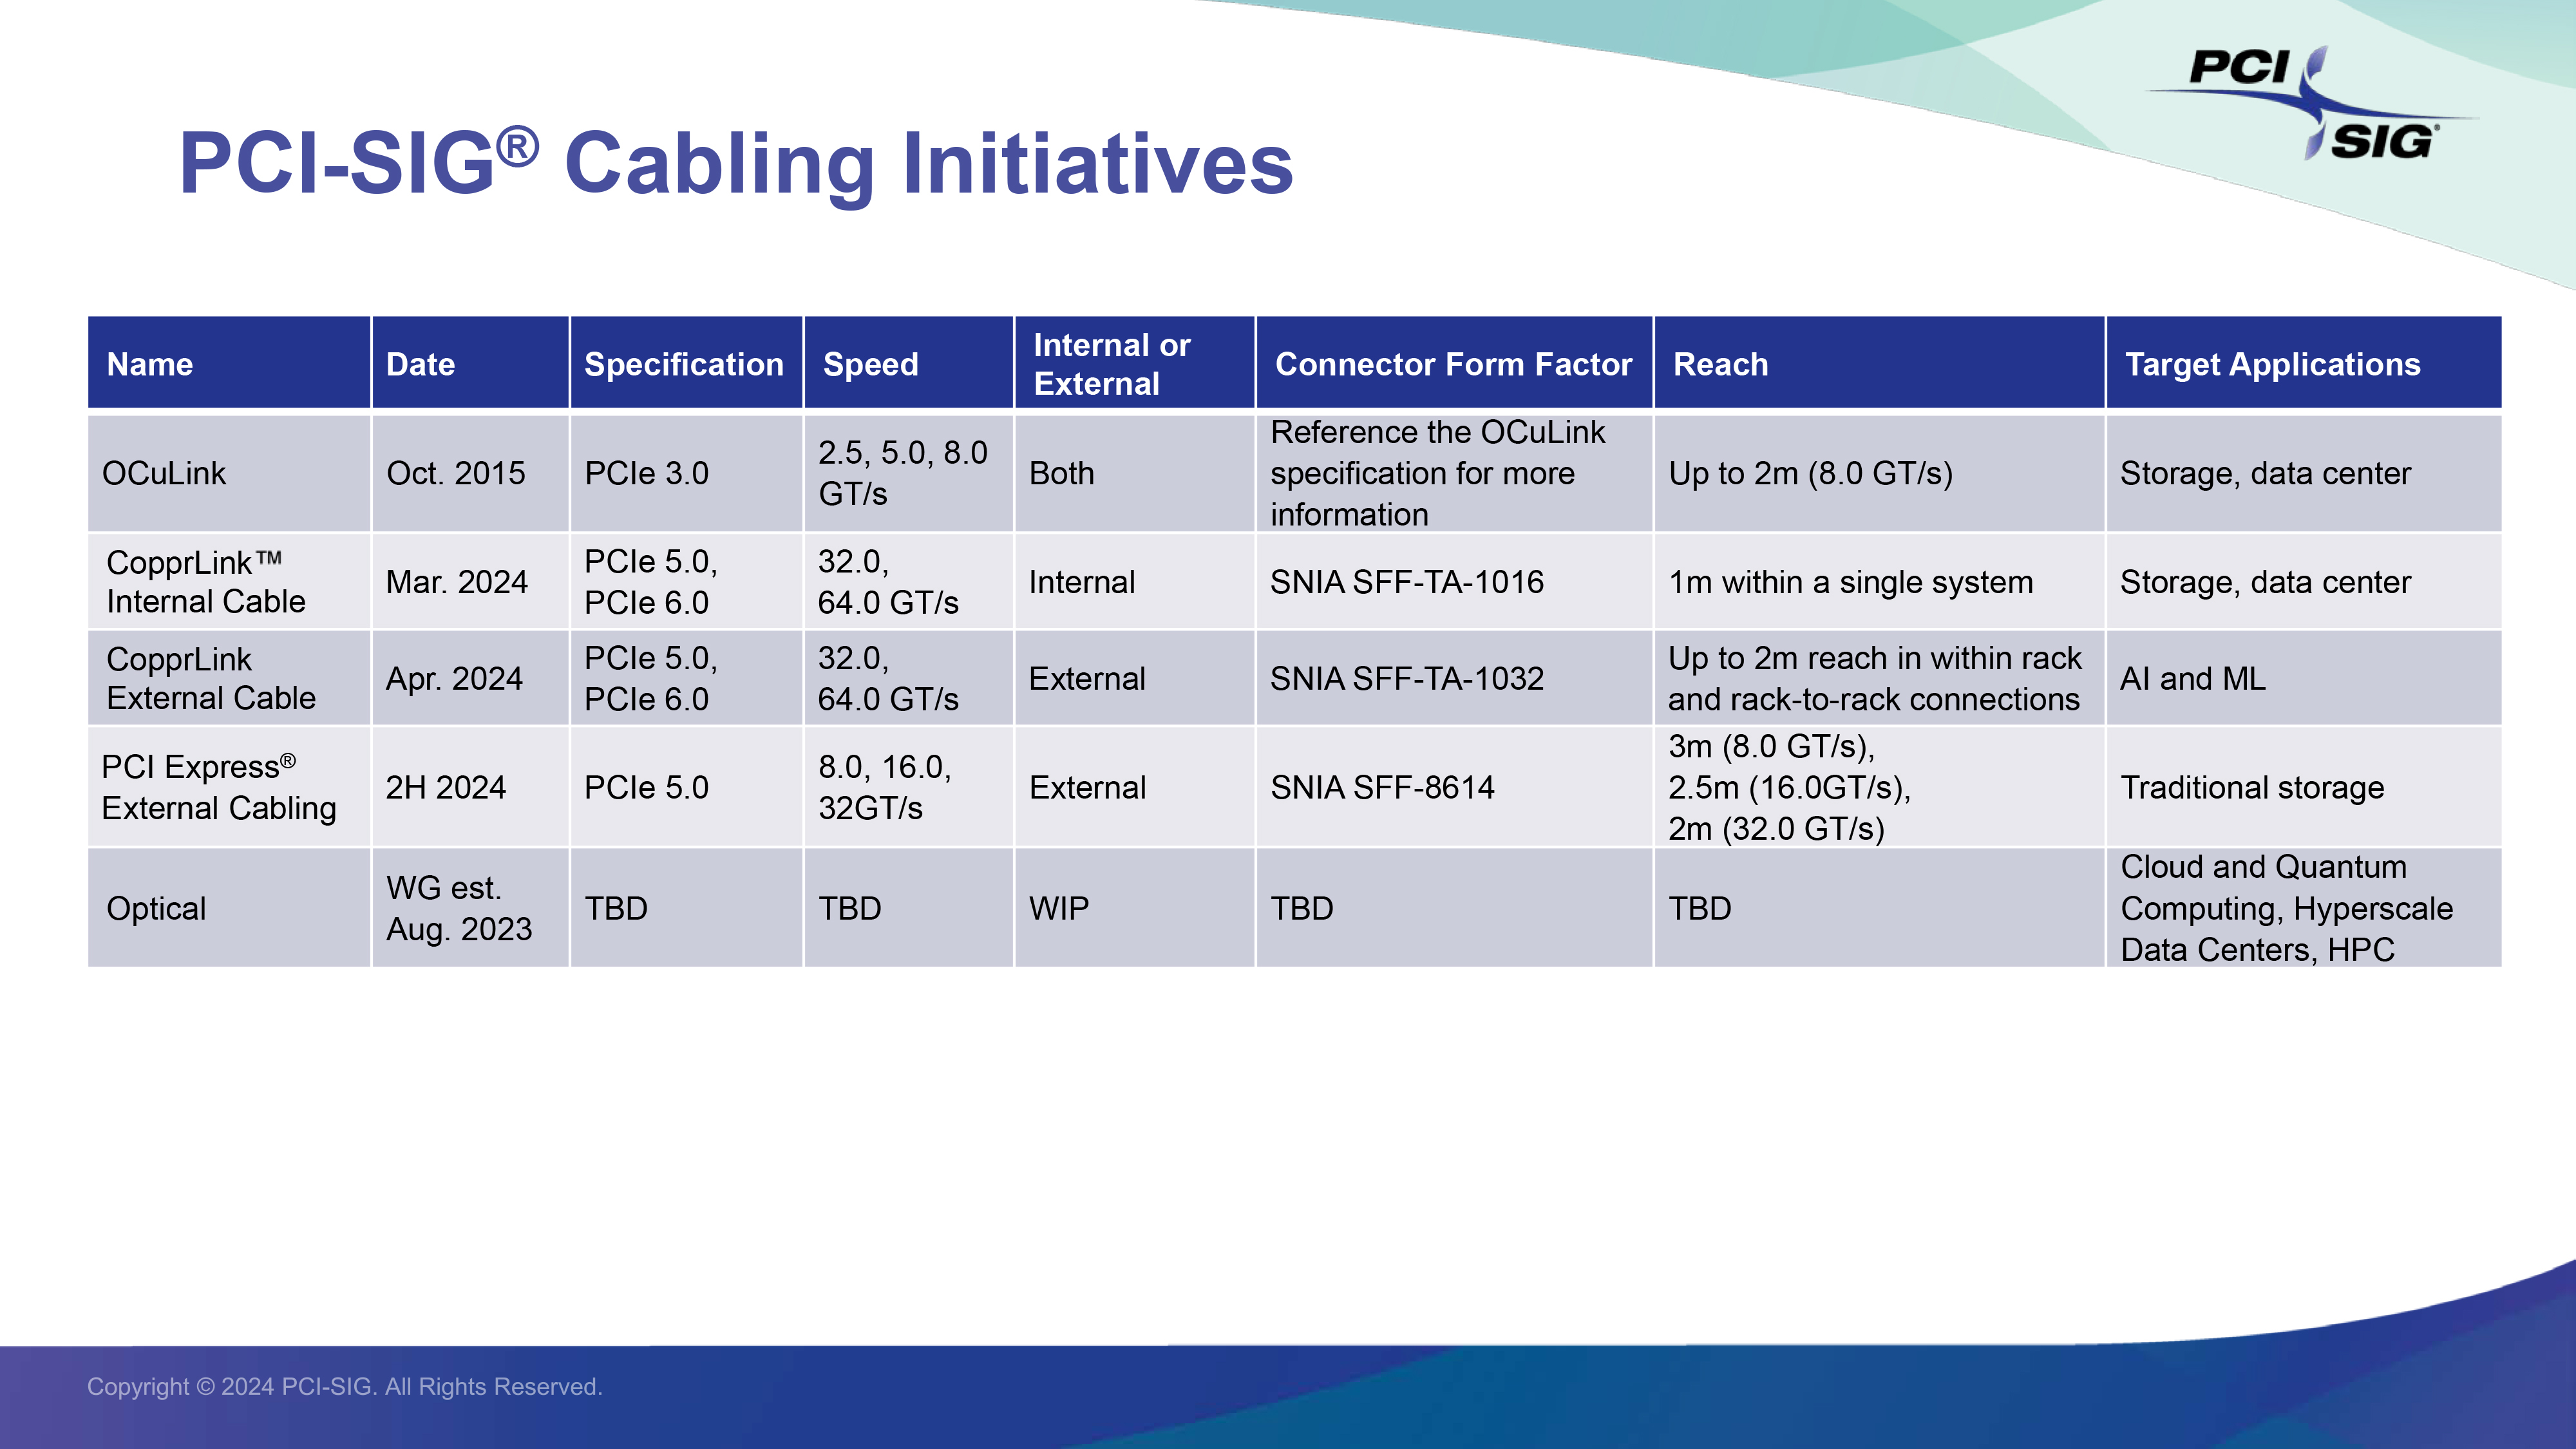 PCI
SIG®
PCI-SIG® Cabling Initiatives
Name
Date
Specification
Speed
Internal or
External
Connector Form Factor
Reach
Target Applications
OCuLink
Oct. 2015
PCIe 3.0
2.5, 5.0, 8.0
GT/s
Both
Reference the OCuLink
specification for more
information
Up to 2m (8.0 GT/s)
Storage, data center
CopprLink™
Internal Cable
Mar. 2024
PCIe 5.0,
PCIe 6.0
32.0,
64.0 GT/s
Internal
SNIA SFF-TA-1016
1m within a single system
Storage, data center
CopprLink
External Cable
Apr. 2024
PCIe 5.0,
PCIe 6.0
32.0,
64.0 GT/s
External
SNIA SFF-TA-1032
Up to 2m reach in within rack
and rack-to-rack connections
AI and ML
PCI Express®
External Cabling
2H 2024
PCIe 5.0
8.0, 16.0,
32GT/s
External
SNIA SFF-8614
3m (8.0 GT/s),
2.5m (16.0GT/s),
2m (32.0 GT/s)
Traditional storage
Optical
WG est.
Aug. 2023
TBD
TBD
WIP
TBD
TBD
Cloud and Quantum
Computing, Hyperscale
Data Centers, HPC
Copyright © 2024 PCI-SIG. All Rights Reserved.